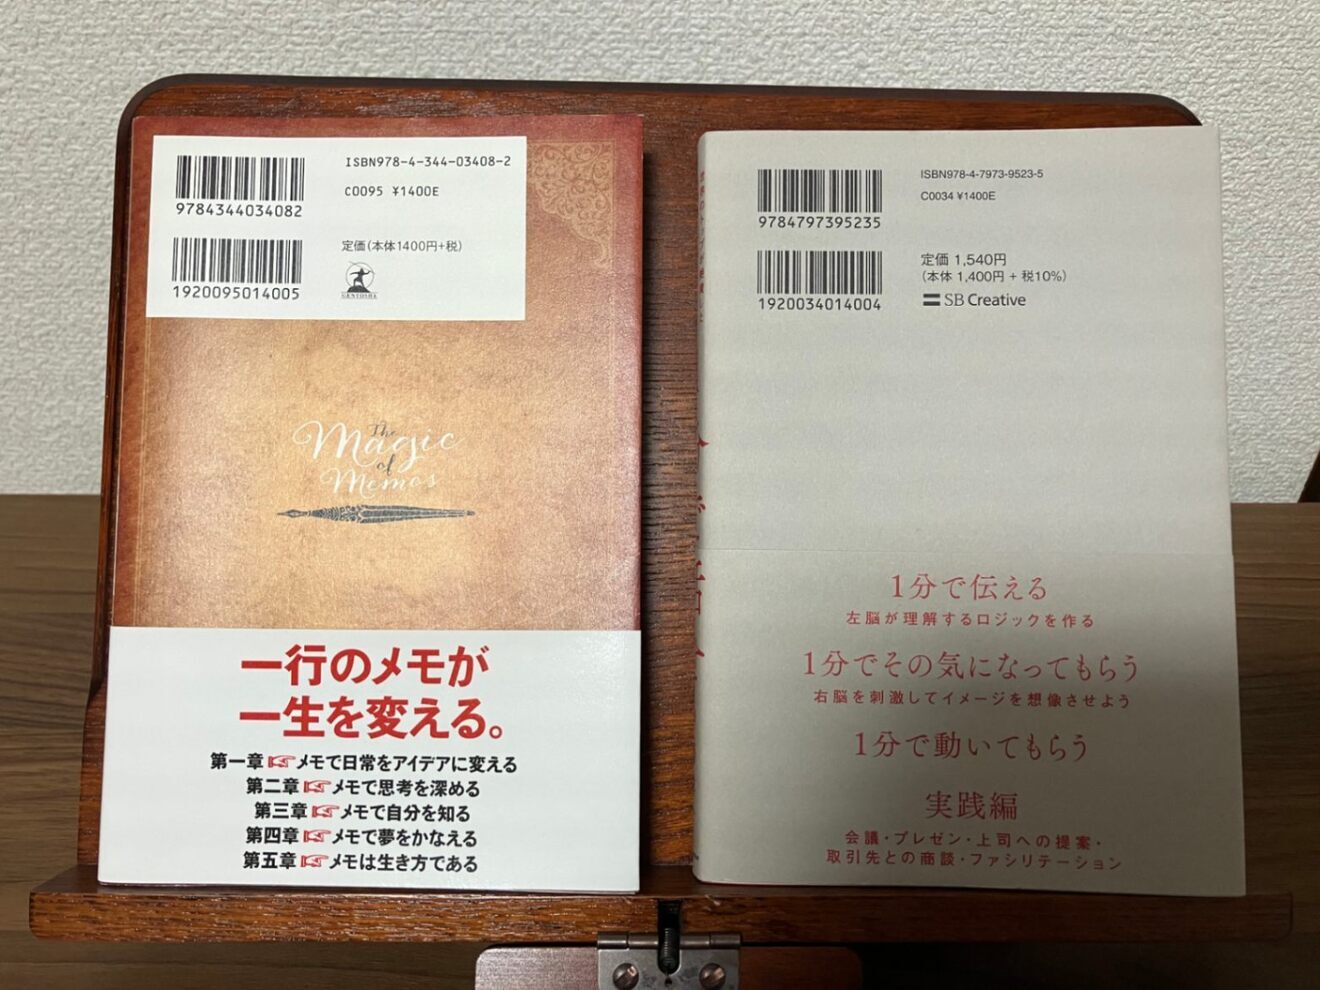 ISBN978-4-344-03408-2
C0095 ¥1400E
9784344034082
定価(本体1400円+税)
1920095014005
GENTOSHA
The
Magic
of
Memos
一行のメモが
一生を変える。
第一章☞メモで日常をアイデアに変える
第二章☞メモで思考を深める
第三章☞メモで自分を知る
第四章☞メモで夢をかなえる
第五章☞メモは生き方である
ISBN978-4-7973-9523-5
C0034 ¥1400E
9784797395235
定価 1,540円
(本体 1,400円 + 税10%)
SB Creative
1920034014004
1分で伝える
左脳が理解するロジックを作る
1分でその気になってもらう
右脳を刺激してイメージを想像させよう
1分で動いてもらう
実践編
会議・プレゼン・上司への提案・
取引先との商談・ファシリテーション